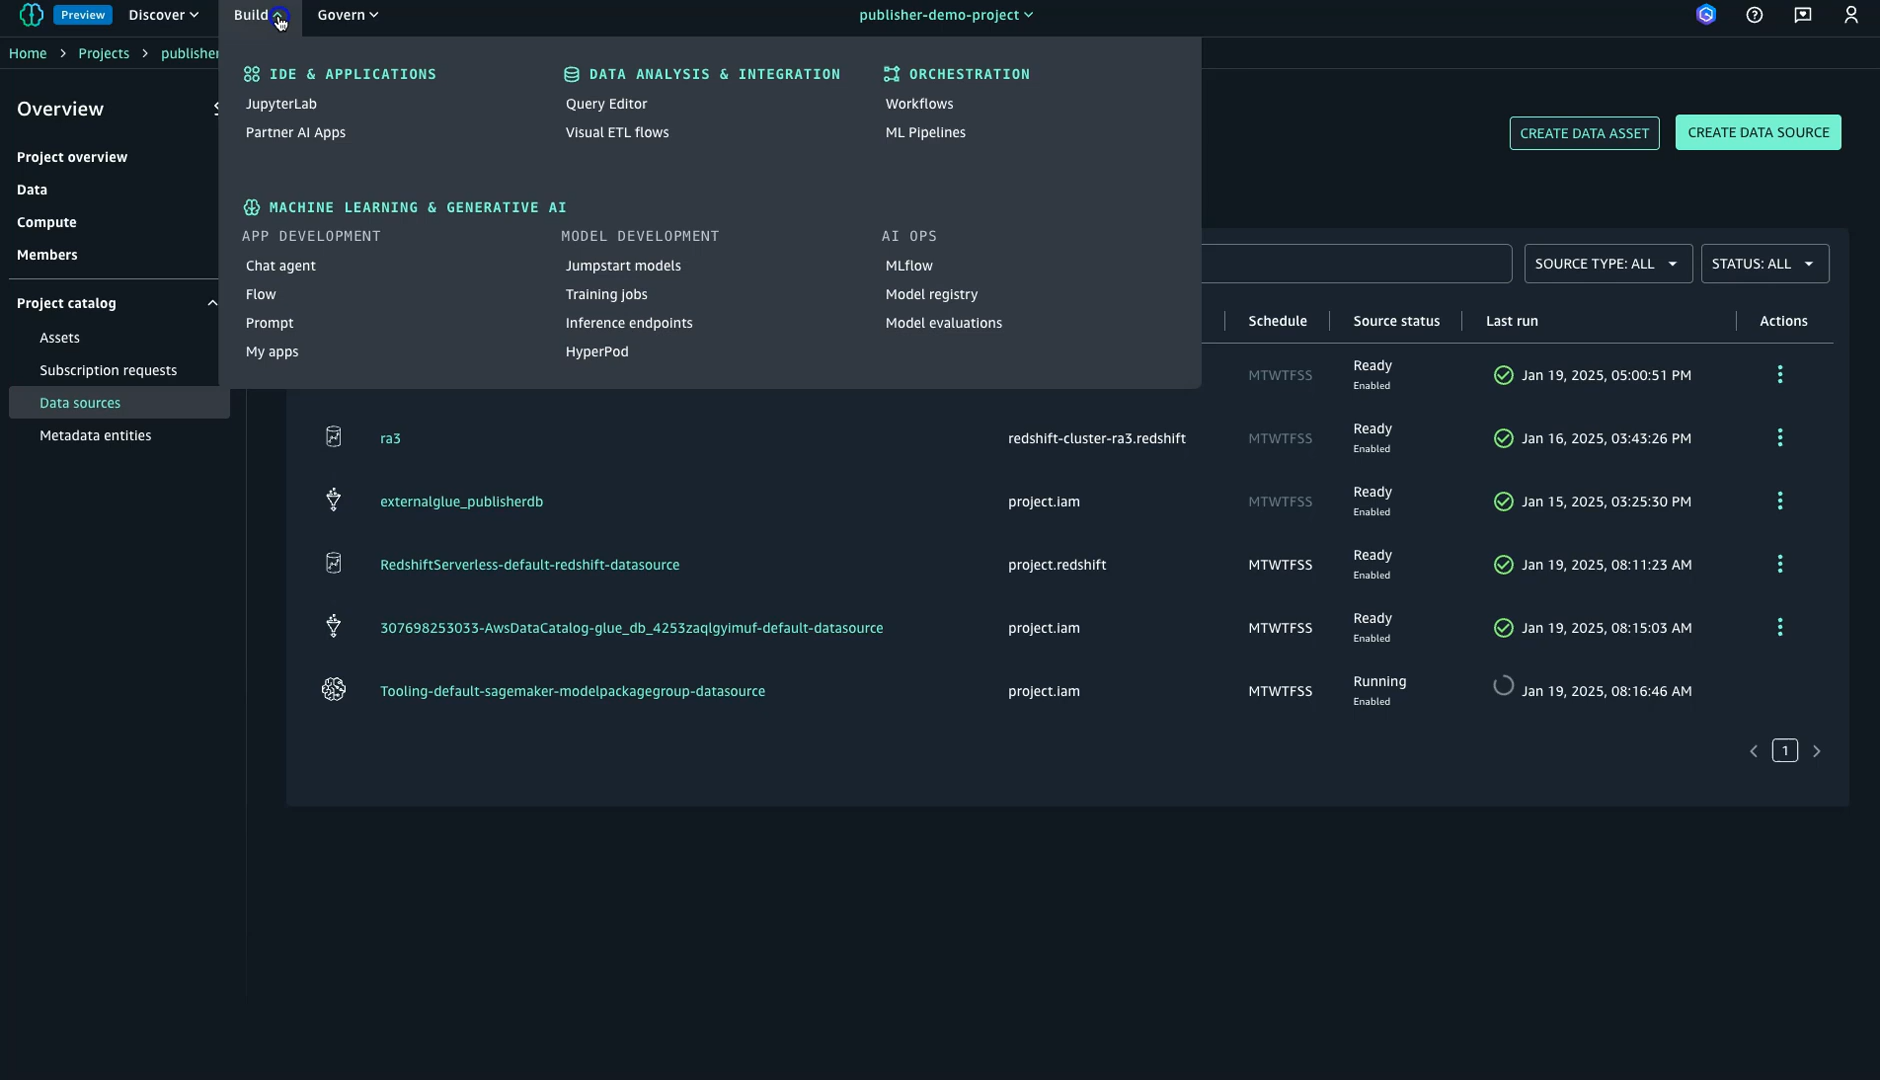 Preview
Discover
Build
Govern
publisher-demo-project
Home
Projects
publisher
Overview
Project overview
Data
Compute
Members
Project catalog
Assets
Subscription requests
Data sources
Metadata entities
IDE & APPLICATIONS
JupyterLab
Partner AI Apps
DATA ANALYSIS & INTEGRATION
Query Editor
Visual ETL flows
ORCHESTRATION
Workflows
ML Pipelines
MACHINE LEARNING & GENERATIVE AI
APP DEVELOPMENT
Chat agent
Flow
Prompt
My apps
MODEL DEVELOPMENT
Jumpstart models
Training jobs
Inference endpoints
HyperPod
AI OPS
MLflow
Model registry
Model evaluations
CREATE DATA ASSET
CREATE DATA SOURCE
SOURCE TYPE: ALL
STATUS: ALL
Schedule Source status Last run Actions
MTWTFSS Ready Jan 19, 2025, 05:00:51 PM
Enabled
ra3 redshift-cluster-ra3.redshift MTWTFSS Ready Jan 16, 2025, 03:43:26 PM
Enabled
externalglue_publisherdb project.iam MTWTFSS Ready Jan 15, 2025, 03:25:30 PM
Enabled
RedshiftServerless-default-redshift-datasource project.redshift MTWTFSS Ready Jan 19, 2025, 08:11:23 AM
Enabled
307698253033-AwsDataCatalog-glue_db_4253zaqlgyimuf-default-datasource project.iam MTWTFSS Ready Jan 19, 2025, 08:15:03 AM
Enabled
Tooling-default-sagemaker-modelpackagegroup-datasource project.iam MTWTFSS Running Jan 19, 2025, 08:16:46 AM
Enabled
1